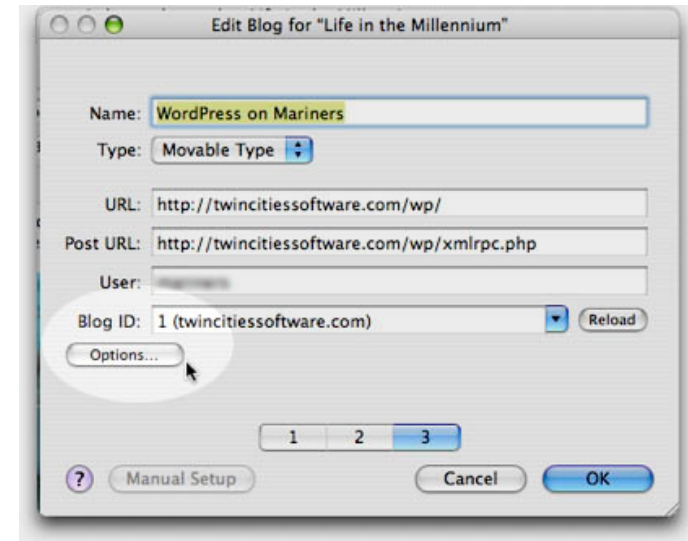 Edit Blog for "Life in the Millennium"
Name: WordPress on Mariners
Type: Movable Type
URL: http://twincitiessoftware.com/wp/
Post URL: http://twincitiessoftware.com/wp/xmlrpc.php
User:
Blog ID: 1 (twincitiessoftware.com) Reload
Options...
1 2 3
? Manual Setup Cancel OK